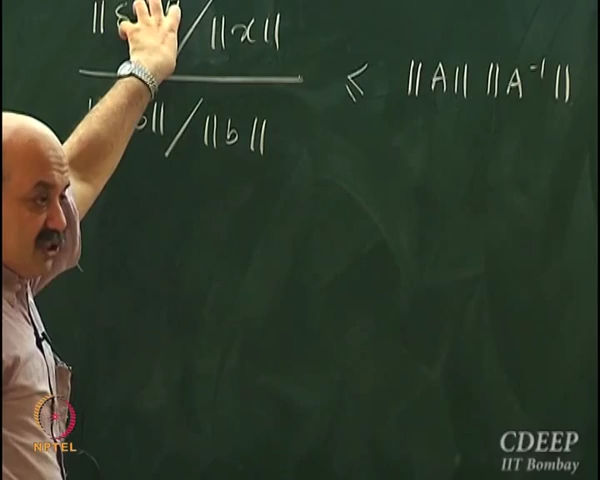 / ||x||
≤ ||A|| ||A⁻¹||
|| / ||b||
NPTEL
CDEEP
IIT Bombay